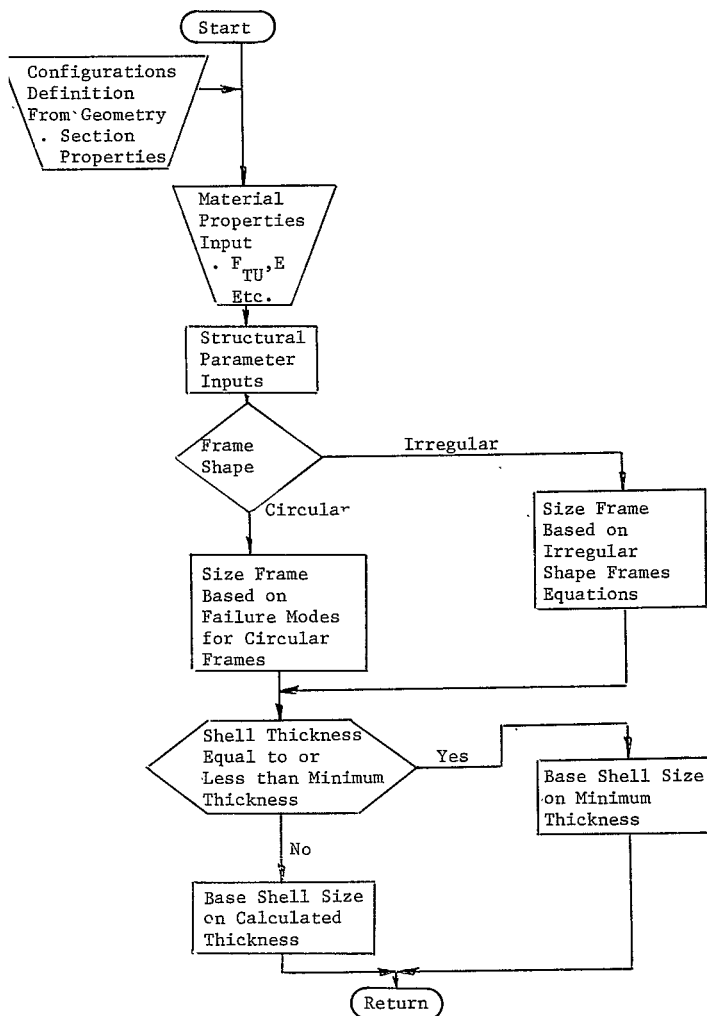 Start
Configurations
Definition
From Geometry
. Section
Properties
Material
Properties
Input
. F_TU,E
Etc.
Structural
Parameter
Inputs
Frame
Shape
Irregular
Circular
Size Frame
Based on
Irregular
Shape Frames
Equations
Size Frame
Based on
Failure Modes
for Circular
Frames
Shell Thickness
Equal to or
Less than Minimum
Thickness
Yes
Base Shell Size
on Minimum
Thickness
No
Base Shell Size
on Calculated
Thickness
Return